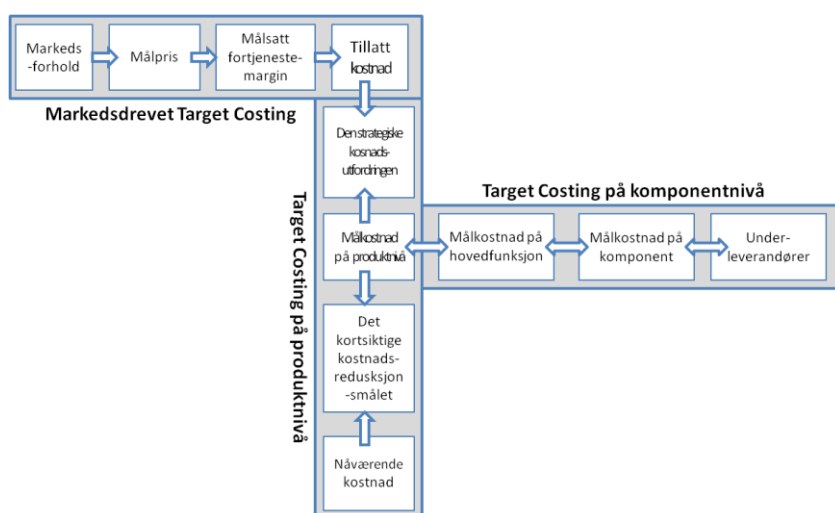 Markeds
-forhold
Målpris
Målsatt
fortjeneste-
margin
Tillatt
kostnad
Markedsdrevet Target Costing
Den strategiske
kosnads-
utfordringen
Target Costing på produktnivå
Target Costing på komponentnivå
Målkostnad
på produktnivå
Målkostnad på
hovedfunksjon
Målkostnad på
komponent
Under-
leverandører
Det
kortsiktige
kostnads-
redusksjon
-smålet
Nåværende
kostnad